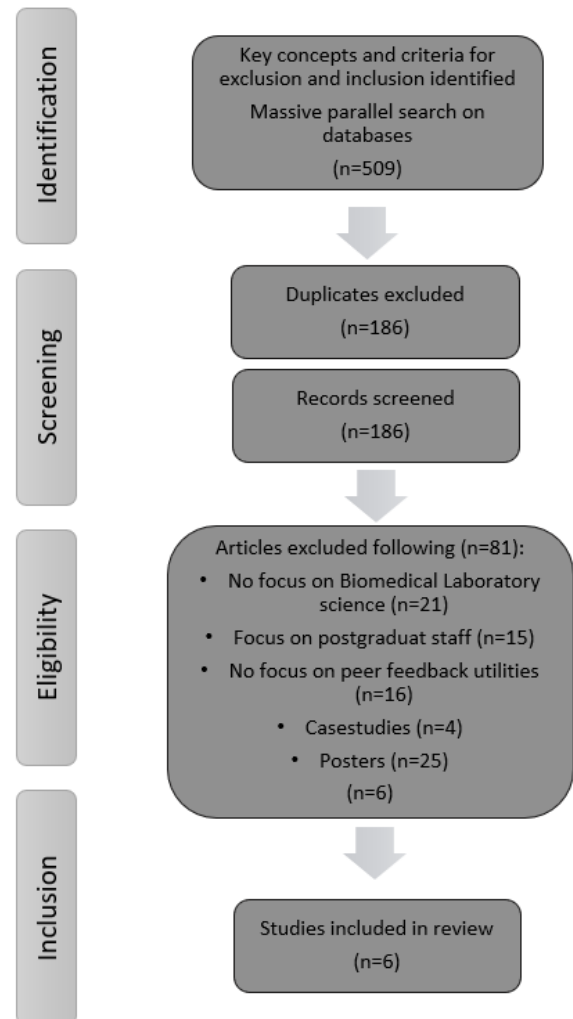 Identification
Key concepts and criteria for
exclusion and inclusion identified
Massive parallel search on
databases
(n=509)
Screening
Duplicates excluded
(n=186)
Records screened
(n=186)
Eligibility
Articles excluded following (n=81):
• No focus on Biomedical Laboratory
science (n=21)
• Focus on postgraduat staff (n=15)
• No focus on peer feedback utilities
(n=16)
• Casestudies (n=4)
• Posters (n=25)
(n=6)
Inclusion
Studies included in review
(n=6)